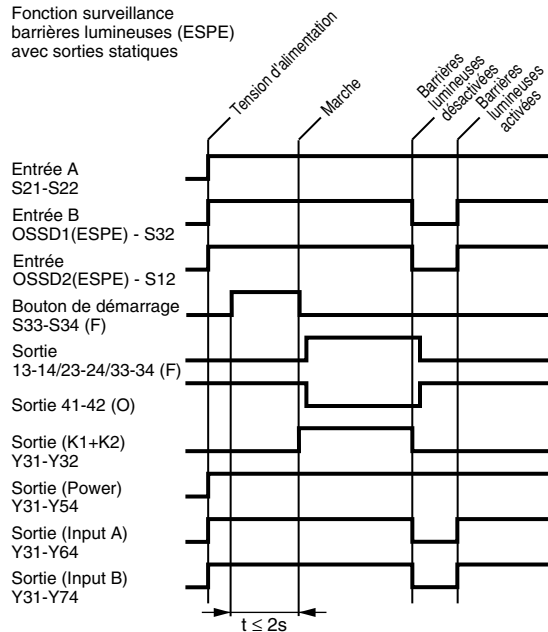 Fonction surveillance
barrières lumineuses (ESPE)
avec sorties statiques
Tension d'alimentation
Marche
Barrières
lumineuses
désactivées
Barrières
lumineuses
activées
Entrée A
S21-S22
Entrée B
OSSD1(ESPE) - S32
Entrée
OSSD2(ESPE) - S12
Bouton de démarrage
S33-S34 (F)
Sortie
13-14/23-24/33-34 (F)
Sortie 41-42 (O)
Sortie (K1+K2)
Y31-Y32
Sortie (Power)
Y31-Y54
Sortie (Input A)
Y31-Y64
Sortie (Input B)
Y31-Y74
t ≤ 2s